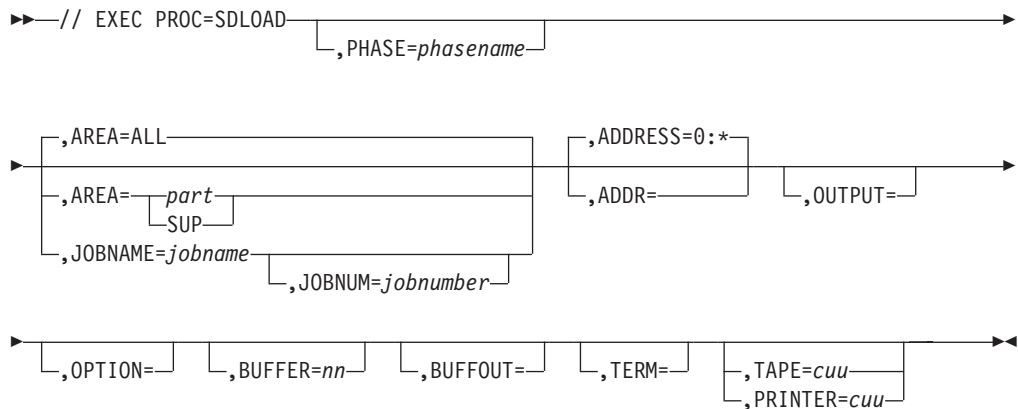 // EXEC PROC=SDLOAD
,PHASE=phasename
,AREA=ALL ,ADDRESS=0:*
,AREA= part ,ADDR= ,OUTPUT=
SUP
,JOBNAME=jobname
,JOBNUM=jobnumber
,OPTION= ,BUFFER=nn ,BUFFOUT= ,TERM= ,TAPE=cuu
,PRINTER=cuu